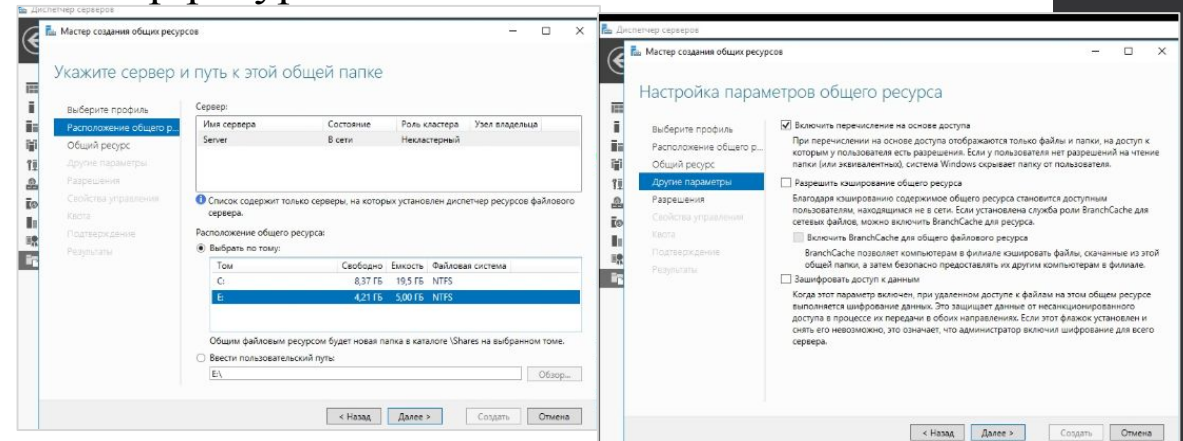 Диспетчер серверов
Мастер создания общих ресурсов
Укажите сервер и путь к этой общей папке
Выберите профиль
Расположение общего р...
Общий ресурс
Другие параметры
Разрешения
Свойства управления
Квота
Подтверждение
Результаты
Сервер:
Имя сервера Состояние Роль кластера Узел владельца
Server В сети Некластерный
Список содержит только серверы, на которых установлен диспетчер ресурсов файлового
сервера.
Расположение общего ресурса:
Выбрать по тому:
Том Свободно Емкость Файловая система
C: 8,37 ГБ 19,5 ГБ NTFS
E: 4,21 ГБ 5,00 ГБ NTFS
Общим файловым ресурсом будет новая папка в каталоге \Shares на выбранном томе.
Ввести пользовательский путь:
E:\ Обзор...
< Назад Далее > Создать Отмена
Диспетчер серверов
Мастер создания общих ресурсов
Настройка параметров общего ресурса
Выберите профиль
Расположение общего р...
Общий ресурс
Другие параметры
Разрешения
Свойства управления
Квота
Подтверждение
Результаты
Включить перечисление на основе доступа
При перечислении на основе доступа отображаются только файлы и папки, на доступ к
которым у пользователя есть разрешения. Если у пользователя нет разрешений на чтение
папки (или эквивалентных), система Windows скрывает папку от пользователя.
Разрешить кэширование общего ресурса
Благодаря кэшированию содержимое общего ресурса становится доступным
пользователям, находящимся не в сети. Если установлена служба роли BranchCache для
сетевых файлов, можно включить BranchCache для ресурса.
Включить BranchCache для общего файлового ресурса
BranchCache позволяет компьютерам в филиале кэшировать файлы, скачанные из этой
общей папки, а затем безопасно предоставлять их другим компьютерам в филиале.
Зашифровать доступ к данным
Когда этот параметр включен, при удаленном доступе к файлам на этом общем ресурсе
выполняется шифрование данных. Это защищает данные от несанкционированного
доступа в процессе их передачи в обоих направлениях. Если этот флажок установлен и
снять его невозможно, это означает, что администратор включил шифрование для всего
сервера.
< Назад Далее > Создать Отмена